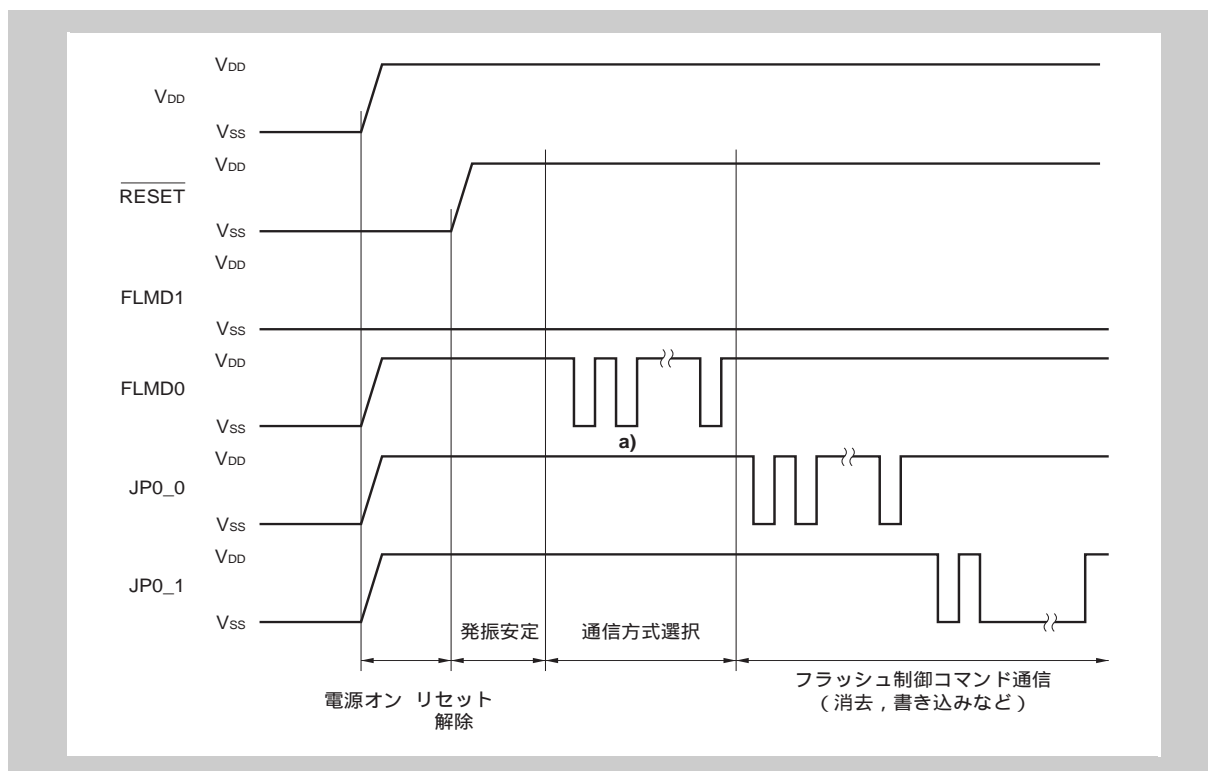 VDD
VDD
VSS
VDD
RESET
VSS
VDD
FLMD1
VSS
VDD
FLMD0
VSS
a)
VDD
JP0_0
VSS
VDD
JP0_1
VSS
発振安定
通信方式選択
電源オン
リセット
解除
フラッシュ制御コマンド通信
（消去，書き込みなど）